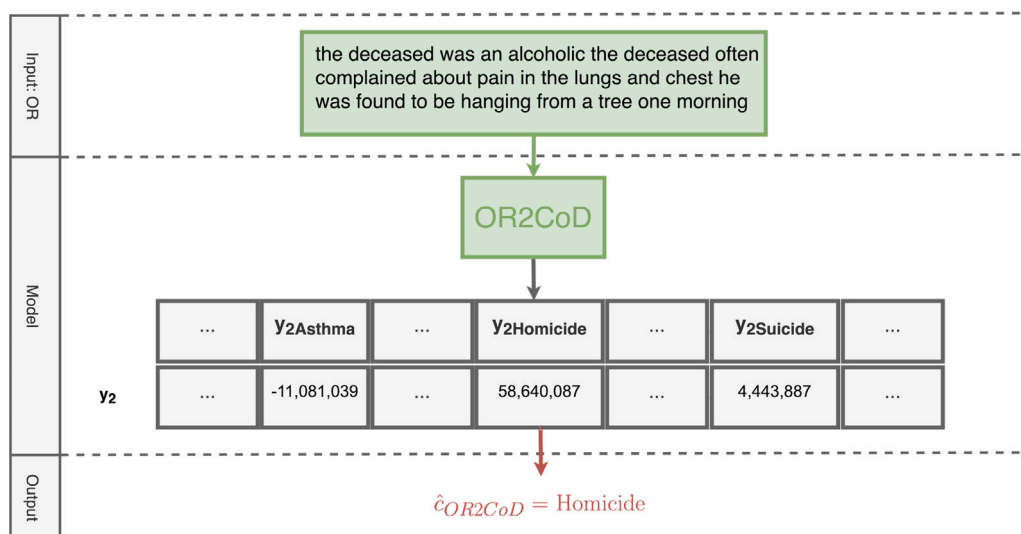 Input: OR
the deceased was an alcoholic the deceased often
complained about pain in the lungs and chest he
was found to be hanging from a tree one morning
Model
OR2CoD
... y2Asthma ... y2Homicide ... y2Suicide ...
y2 ... -11,081,039 ... 58,640,087 ... 4,443,887 ...
Output
ĉOR2CoD = Homicide